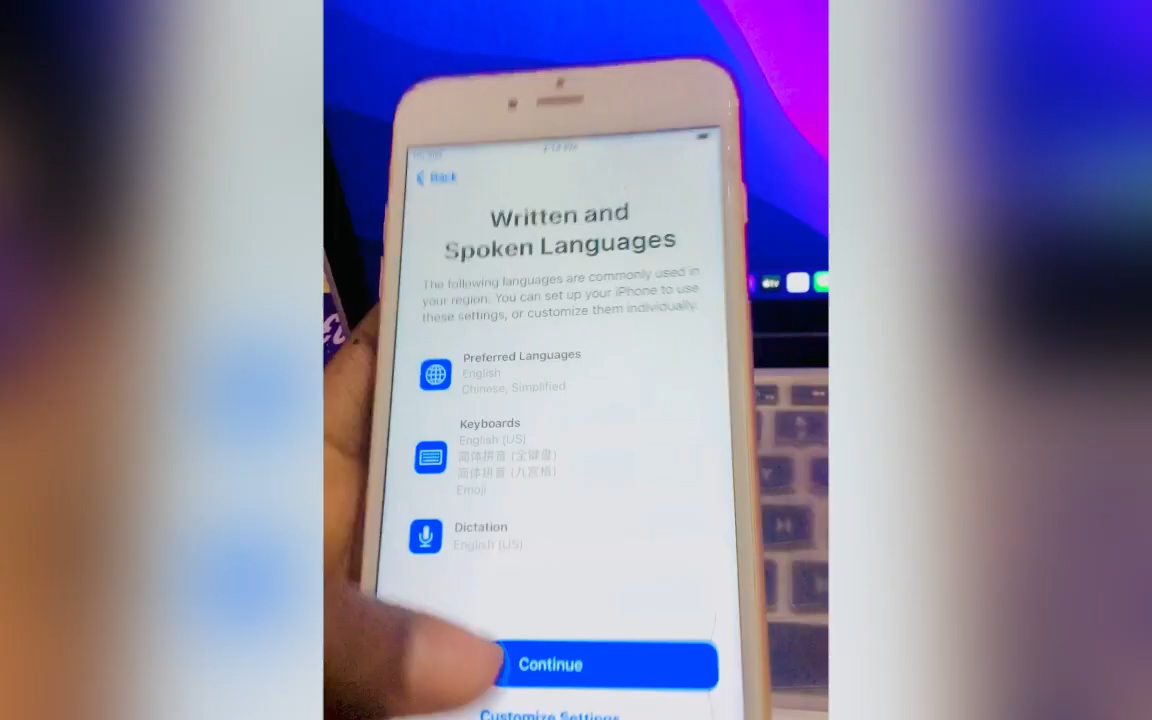 Back
Written and
Spoken Languages
The following languages are commonly used in
your region. You can set up your iPhone to use
these settings, or customize them individually.
Preferred Languages
English
Chinese, Simplified
Keyboards
English (US)
简体拼音 (全键盘)
简体拼音 (九宫格)
Emoji
Dictation
English (US)
Continue
Customize Settings
tv
H